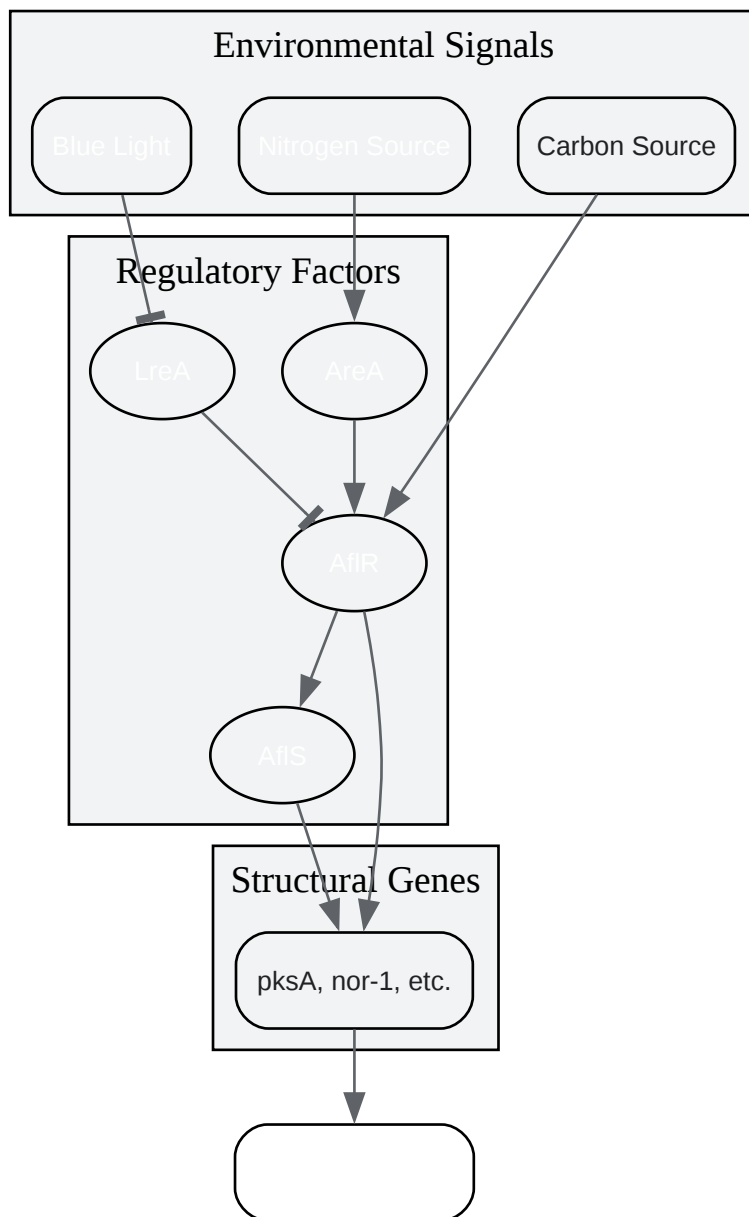 Environmental Signals
Blue Light
Nitrogen Source
Carbon Source
Regulatory Factors
LreA
AreA
AflR
AflS
Structural Genes
pksA, nor-1, etc.